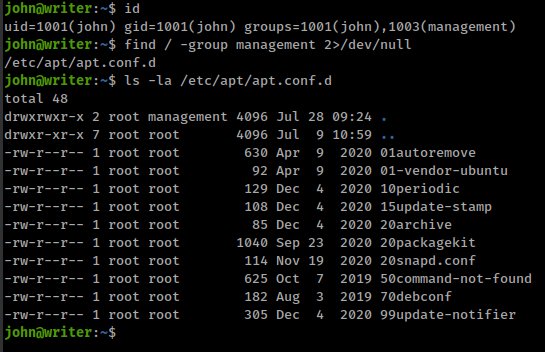 john@writer:~$ id
uid=1001(john) gid=1001(john) groups=1001(john),1003(management)
john@writer:~$ find / -group management 2>/dev/null
/etc/apt/apt.conf.d
john@writer:~$ ls -la /etc/apt/apt.conf.d
total 48
drwxrwxr-x 2 root management 4096 Jul 28 09:24 .
drwxr-xr-x 7 root root       4096 Jul  9 10:59 ..
-rw-r--r-- 1 root root        630 Apr  9  2020 01autoremove
-rw-r--r-- 1 root root         92 Apr  9  2020 01-vendor-ubuntu
-rw-r--r-- 1 root root        129 Dec  4  2020 10periodic
-rw-r--r-- 1 root root        108 Dec  4  2020 15update-stamp
-rw-r--r-- 1 root root         85 Dec  4  2020 20archive
-rw-r--r-- 1 root root       1040 Sep 23  2020 20packagekit
-rw-r--r-- 1 root root        114 Nov 19  2020 20snapd.conf
-rw-r--r-- 1 root root        625 Oct  7  2019 50command-not-found
-rw-r--r-- 1 root root        182 Aug  3  2019 70debconf
-rw-r--r-- 1 root root        305 Dec  4  2020 99update-notifier
john@writer:~$